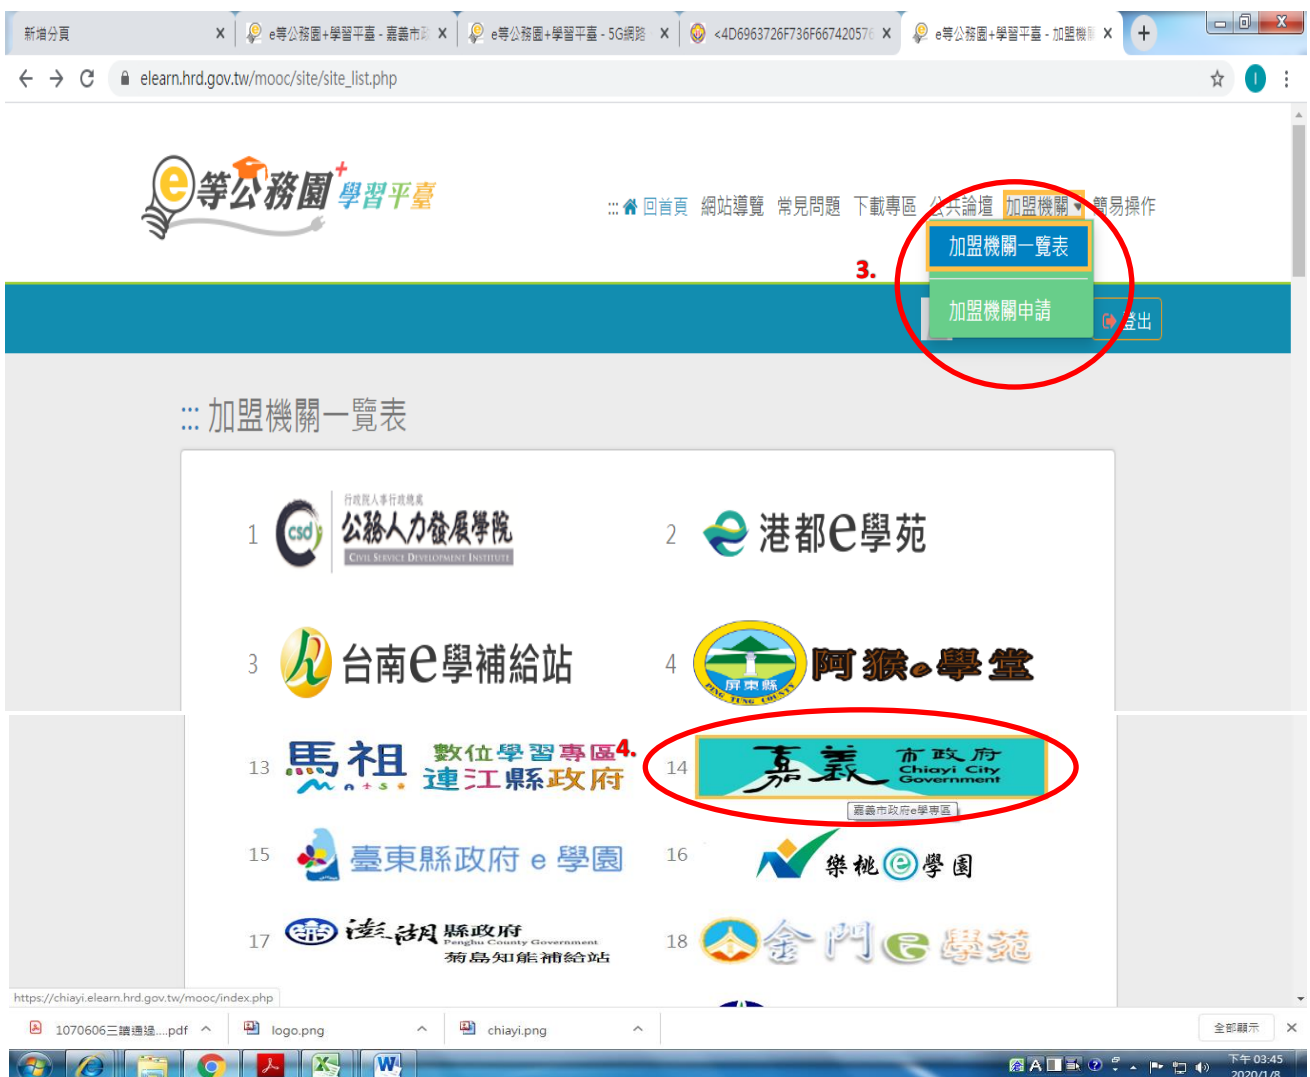 新增分頁
e等公務園+學習平臺 - 嘉義市政
e等公務園+學習平臺 - 5G網路
<4D6963726F736F667420576
e等公務園+學習平臺 - 加盟機關
elearn.hrd.gov.tw/mooc/site/site_list.php
I
e等公務園+學習平臺
::: 回首頁 網站導覽 常見問題 下載專區 公共論壇 加盟機關 簡易操作
加盟機關一覽表
3.
加盟機關申請
登出
::: 加盟機關一覽表
1
csdi
行政院人事行政總處
公務人力發展學院
CIVIL SERVICE DEVELOPMENT INSTITUTE
2 港都e學苑
3 台南e學補給站
4
屏東縣
PING TUNG COUNTY
阿猴e學堂
13 馬祖 數位學習專區
matsu 連江縣政府
4.
14 嘉義 市政府
Chiayi City
Government
嘉義市政府e學專區
15 臺東縣政府 e 學園
16 樂桃e學園
17 澎湖 縣政府
Penghu County Government
菊島知能補給站
18 金門e學苑
https://chiayi.elearn.hrd.gov.tw/mooc/index.php
1070606三讀通過....pdf
logo.png
chiayi.png
全部顯示
A
下午 03:45
2020/1/8